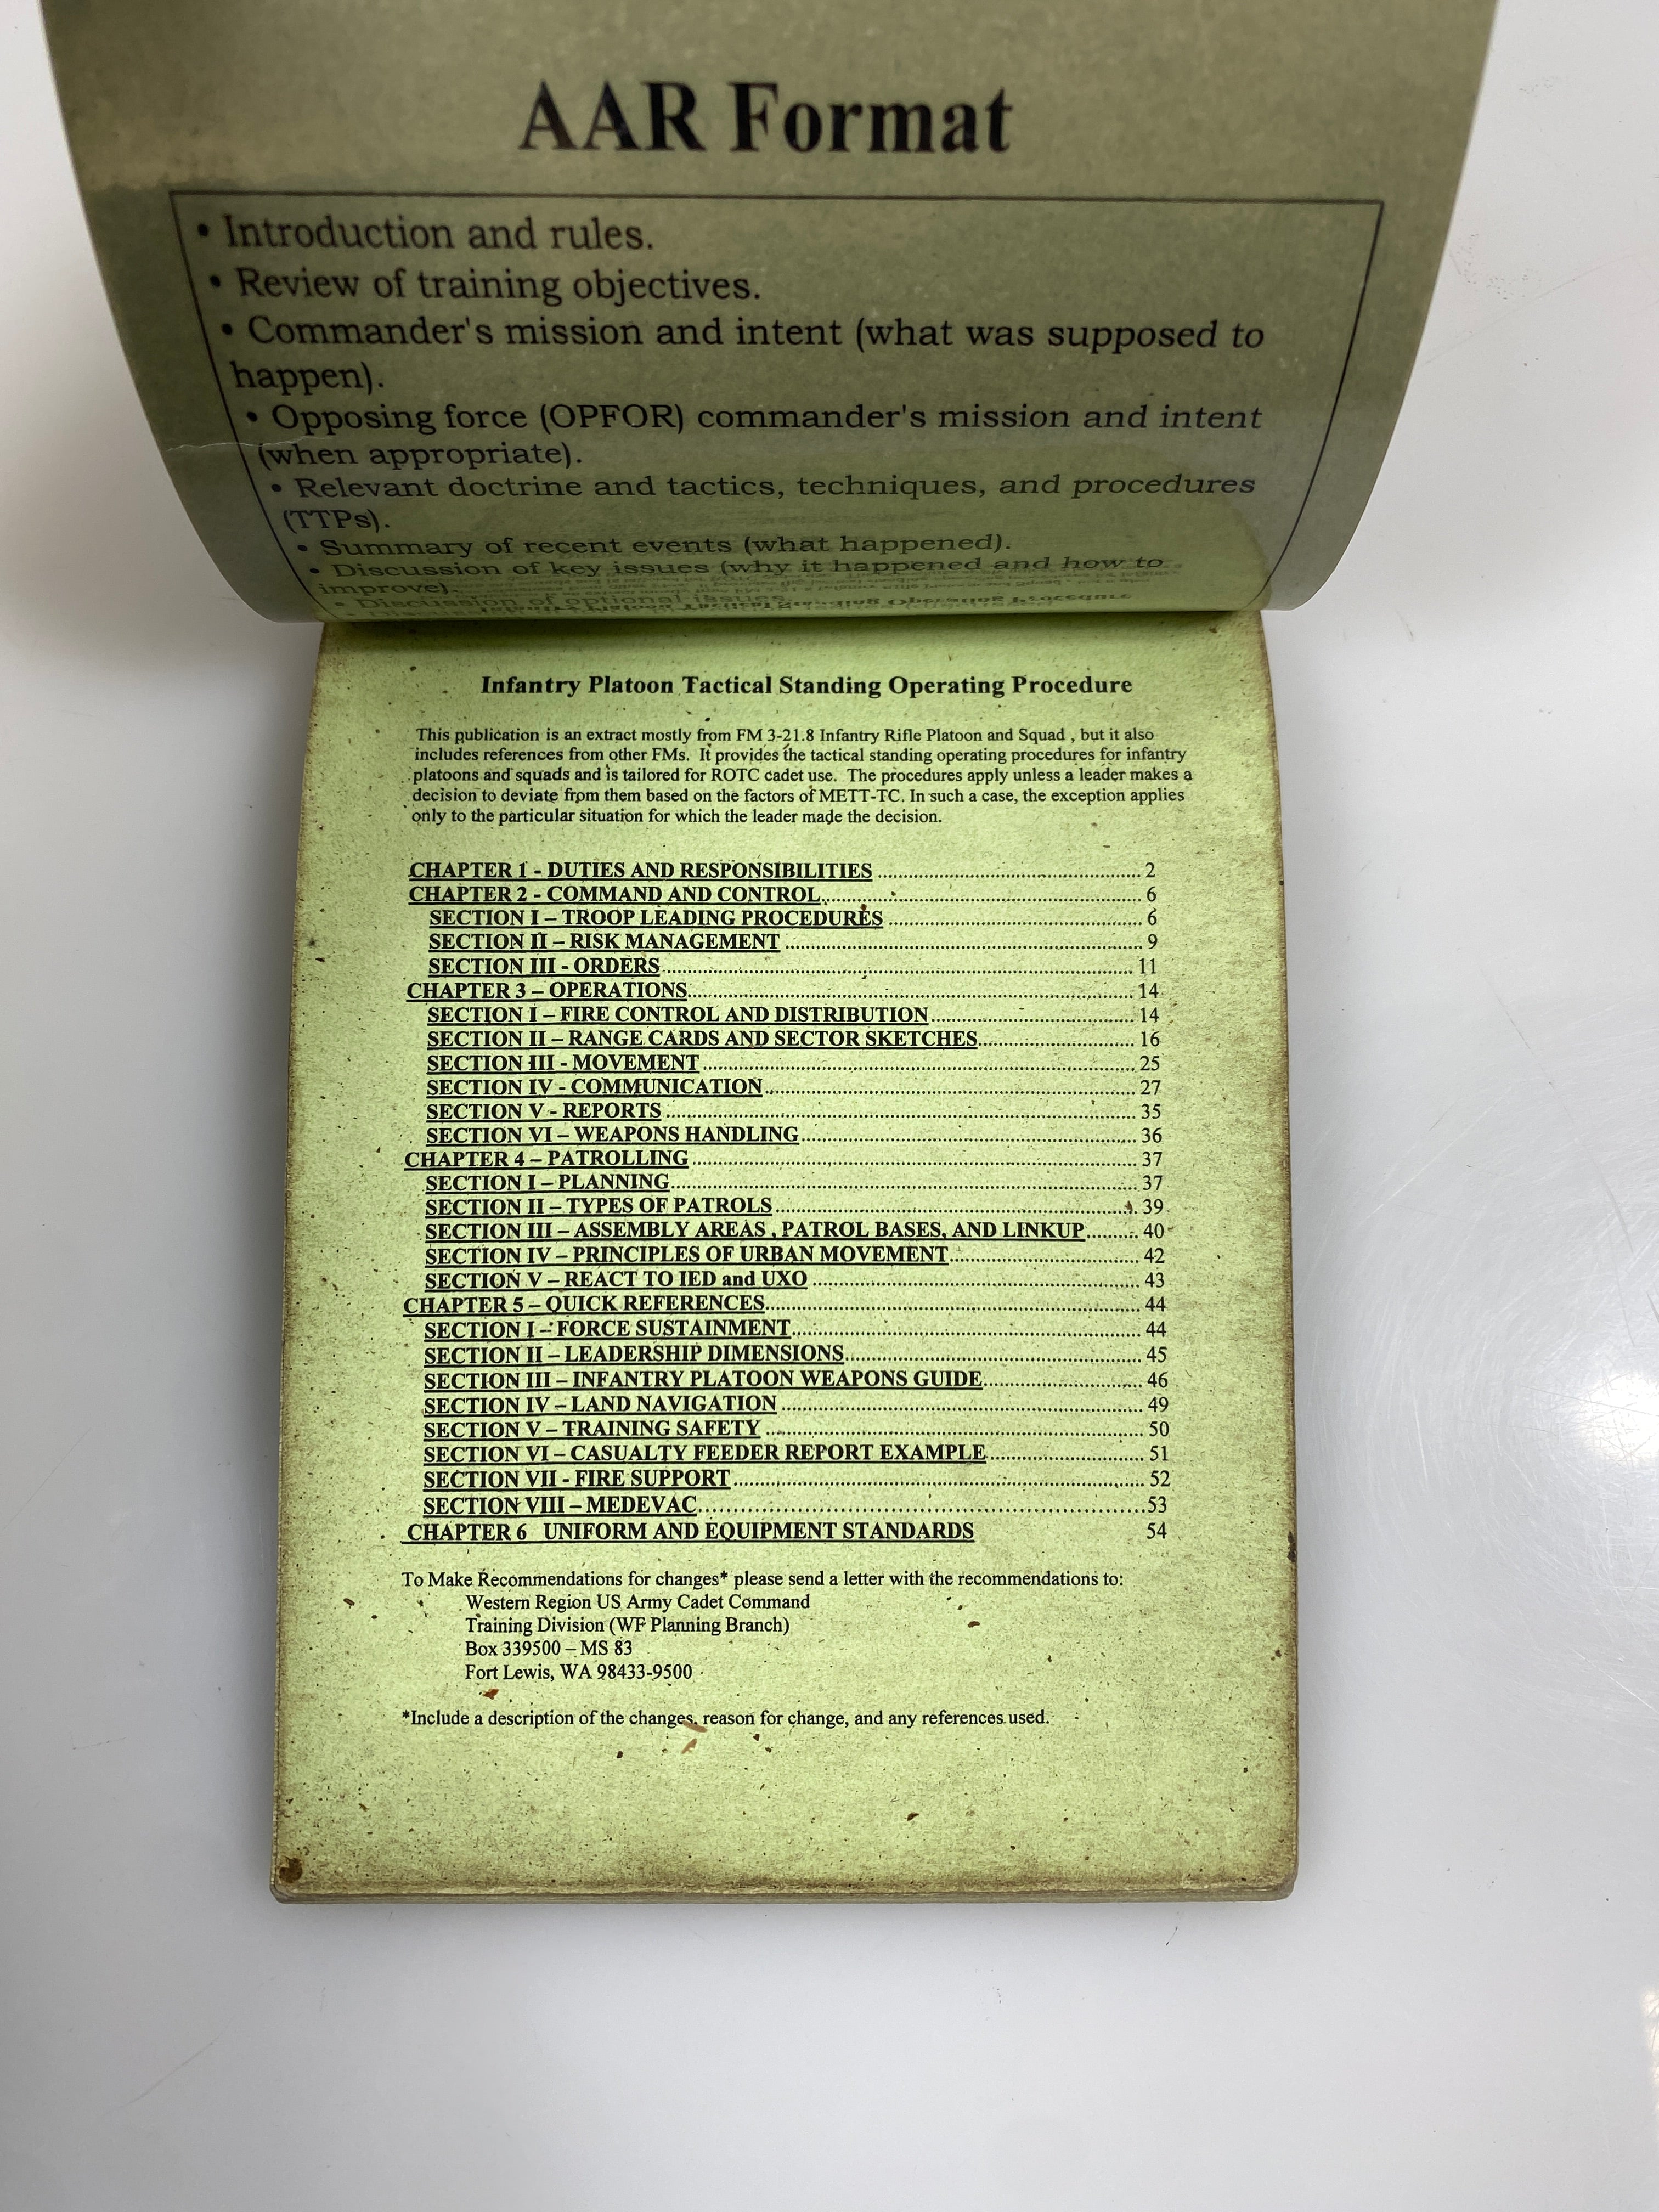 AAR Format
• Introduction and rules.
• Review of training objectives.
• Commander's mission and intent (what was supposed to
happen).
• Opposing force (OPFOR) commander's mission and intent
(when appropriate).
• Relevant doctrine and tactics, techniques, and procedures
(TTPs).
• Summary of recent events (what happened).
• Discussion of key issues (why it happened and how to
improve).
• Discussion of optional issues.
Infantry Platoon Tactical Standing Operating Procedure
This publication is an extract mostly from FM 3-21.8 Infantry Rifle Platoon and Squad , but it also
includes references from other FMs. It provides the tactical standing operating procedures for infantry
platoons and squads and is tailored for ROTC cadet use. The procedures apply unless a leader makes a
decision to deviate from them based on the factors of METT-TC. In such a case, the exception applies
only to the particular situation for which the leader made the decision.
CHAPTER 1 - DUTIES AND RESPONSIBILITIES ........ 2
CHAPTER 2 - COMMAND AND CONTROL........ 6
SECTION I – TROOP LEADING PROCEDURES ........ 6
SECTION II – RISK MANAGEMENT ........ 9
SECTION III - ORDERS........ 11
CHAPTER 3 – OPERATIONS........ 14
SECTION I – FIRE CONTROL AND DISTRIBUTION........ 14
SECTION II – RANGE CARDS AND SECTOR SKETCHES........ 16
SECTION III - MOVEMENT ........ 25
SECTION IV - COMMUNICATION........ 27
SECTION V - REPORTS ........ 35
SECTION VI – WEAPONS HANDLING........ 36
CHAPTER 4 – PATROLLING ........ 37
SECTION I – PLANNING........ 37
SECTION II – TYPES OF PATROLS........ 39
SECTION III – ASSEMBLY AREAS , PATROL BASES, AND LINKUP........ 40
SECTION IV – PRINCIPLES OF URBAN MOVEMENT........ 42
SECTION V – REACT TO IED and UXO ........ 43
CHAPTER 5 – QUICK REFERENCES........ 44
SECTION I – FORCE SUSTAINMENT........ 44
SECTION II – LEADERSHIP DIMENSIONS........ 45
SECTION III – INFANTRY PLATOON WEAPONS GUIDE........ 46
SECTION IV – LAND NAVIGATION ........ 49
SECTION V – TRAINING SAFETY ........ 50
SECTION VI – CASUALTY FEEDER REPORT EXAMPLE........ 51
SECTION VII - FIRE SUPPORT........ 52
SECTION VIII – MEDEVAC........ 53
CHAPTER 6 UNIFORM AND EQUIPMENT STANDARDS 54
To Make Recommendations for changes* please send a letter with the recommendations to:
Western Region US Army Cadet Command
Training Division (WF Planning Branch)
Box 339500 – MS 83
Fort Lewis, WA 98433-9500
*Include a description of the changes, reason for change, and any references used.